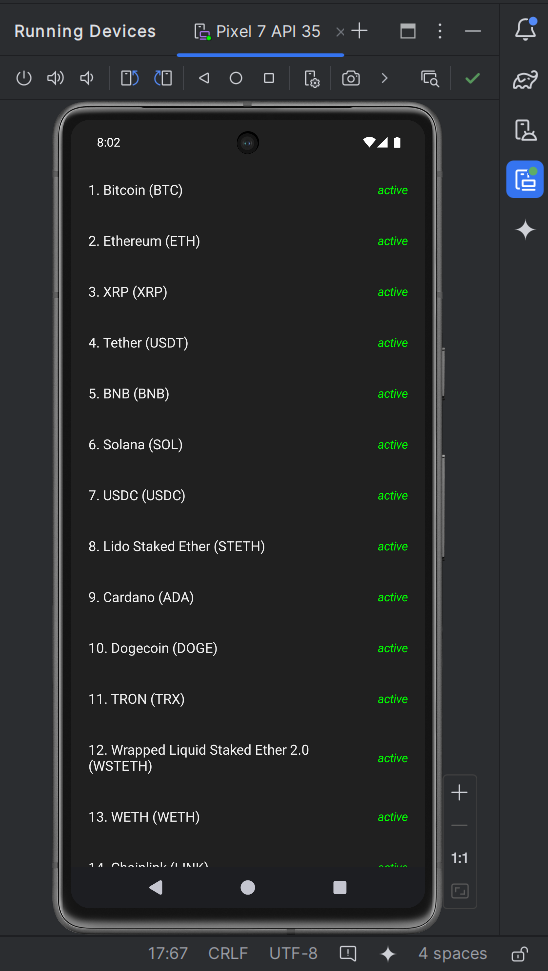 Running Devices
Pixel 7 API 35
8:02
1. Bitcoin (BTC) active
2. Ethereum (ETH) active
3. XRP (XRP) active
4. Tether (USDT) active
5. BNB (BNB) active
6. Solana (SOL) active
7. USDC (USDC) active
8. Lido Staked Ether (STETH) active
9. Cardano (ADA) active
10. Dogecoin (DOGE) active
11. TRON (TRX) active
12. Wrapped Liquid Staked Ether 2.0
(WSTETH) active
13. WETH (WETH) active
14. Chainlink (LINK) active
1:1
17:67 CRLF UTF-8 4 spaces